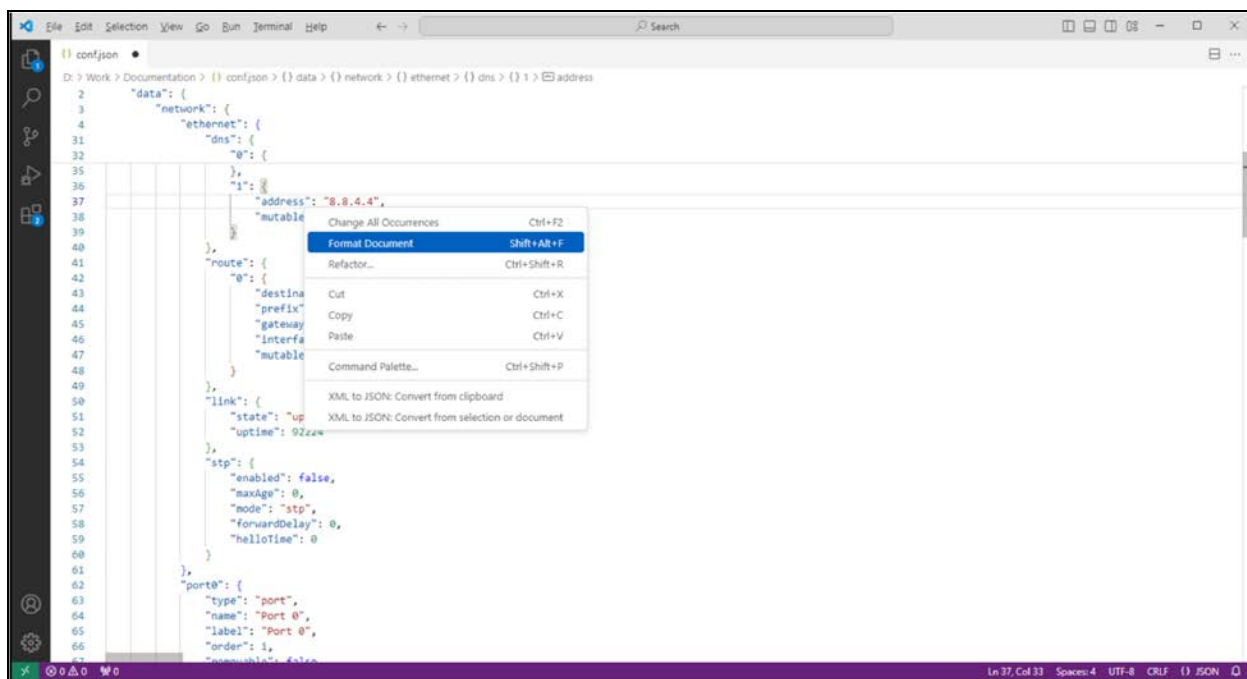 File Edit Selection View Go Run Terminal Help Search
{} conf.json
D: > Work > Documentation > {} conf.json > {} data > {} network > {} ethernet > {} dns > {} 1 > address
2 "data": {
3 "network": {
4 "ethernet": {
31 "dns": {
32 "0": {
35 },
36 "1": {
37 "address": "8.8.4.4",
38 "mutable
39 }
40 },
41 "route": {
42 "0": {
43 "destina
44 "prefix"
45 "gateway
46 "interfa
47 "mutable
48 }
49 },
50 "link": {
51 "state": "up
52 "uptime": 92224
53 },
54 "stp": {
55 "enabled": false,
56 "maxAge": 0,
57 "mode": "stp",
58 "forwardDelay": 0,
59 "helloTime": 0
60 }
61 },
62 "port0": {
63 "type": "port",
64 "name": "Port 0",
65 "label": "Port 0",
66 "order": 1,
67 "removable": false
Change All Occurrences Ctrl+F2
Format Document Shift+Alt+F
Refactor... Ctrl+Shift+R
Cut Ctrl+X
Copy Ctrl+C
Paste Ctrl+V
Command Palette... Ctrl+Shift+P
XML to JSON: Convert from clipboard
XML to JSON: Convert from selection or document
1
2
0 0 0 Ln 37, Col 33 Spaces: 4 UTF-8 CRLF {} JSON